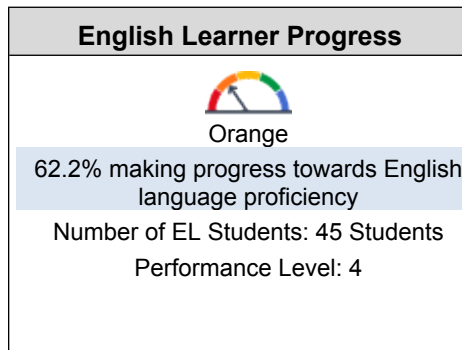 English Learner Progress
Orange
62.2% making progress towards English
language proficiency
Number of EL Students: 45 Students
Performance Level: 4